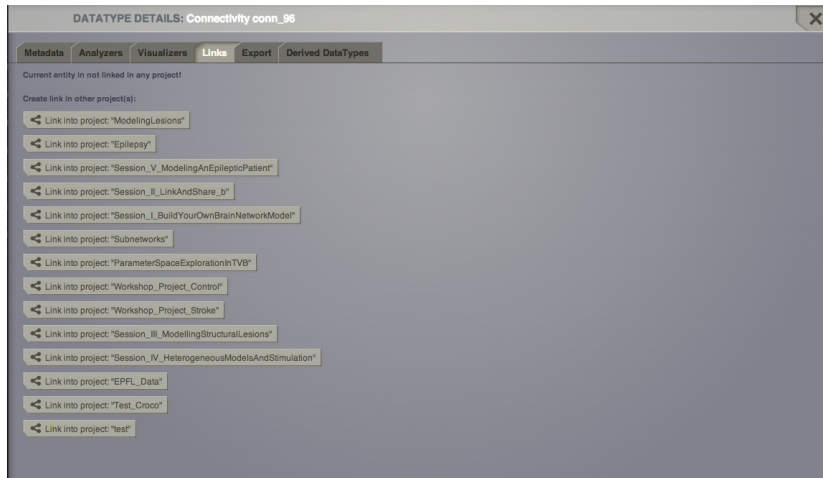 DATATYPE DETAILS: Connectivity conn_96
Metadata Analyzers Visualizers Links Export Derived DataTypes
Current entity in not linked in any project!
Create link in other project(s):
Link into project: "ModelingLesions"
Link into project: "Epilepsy"
Link into project: "Session_V_ModelingAnEpilepticPatient"
Link into project: "Session_II_LinkAndShare_b"
Link into project: "Session_I_BuildYourOwnBrainNetworkModel"
Link into project: "Subnetworks"
Link into project: "ParameterSpaceExplorationInTVB"
Link into project: "Workshop_Project_Control"
Link into project: "Workshop_Project_Stroke"
Link into project: "Session_III_ModellingStructuralLesions"
Link into project: "Session_IV_HeterogeneousModelsAndStimulation"
Link into project: "EPFL_Data"
Link into project: "Test_Croco"
Link into project: "test"